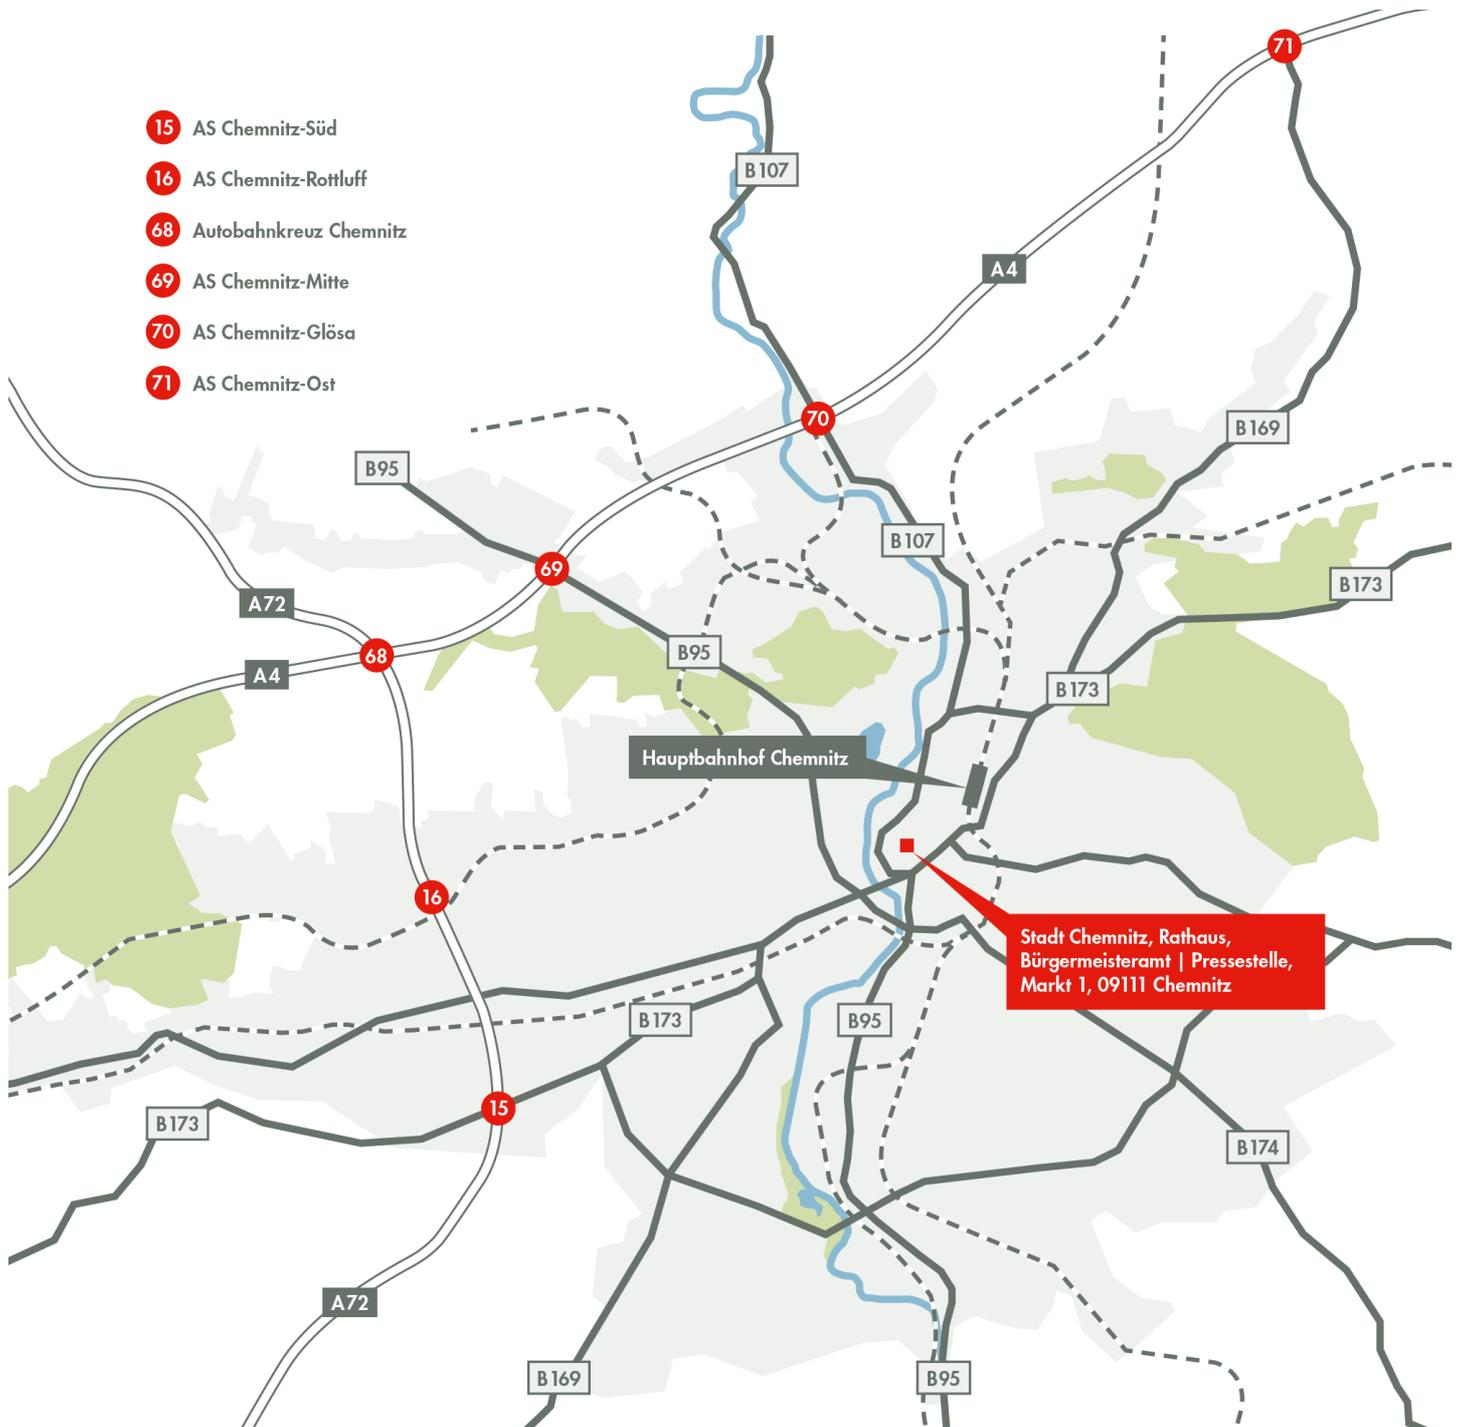 15 AS Chemnitz-Süd
16 AS Chemnitz-Rottluff
68 Autobahnkreuz Chemnitz
69 AS Chemnitz-Mitte
70 AS Chemnitz-Glösa
71 AS Chemnitz-Ost
71
B107
A4
70
B169
B95
B107
69
B173
A72
B95
68
A4
B173
Hauptbahnhof Chemnitz
16
Stadt Chemnitz, Rathaus,
Bürgermeisteramt | Pressestelle,
Markt 1, 09111 Chemnitz
B173
B95
15
B173
B174
A72
B169
B95